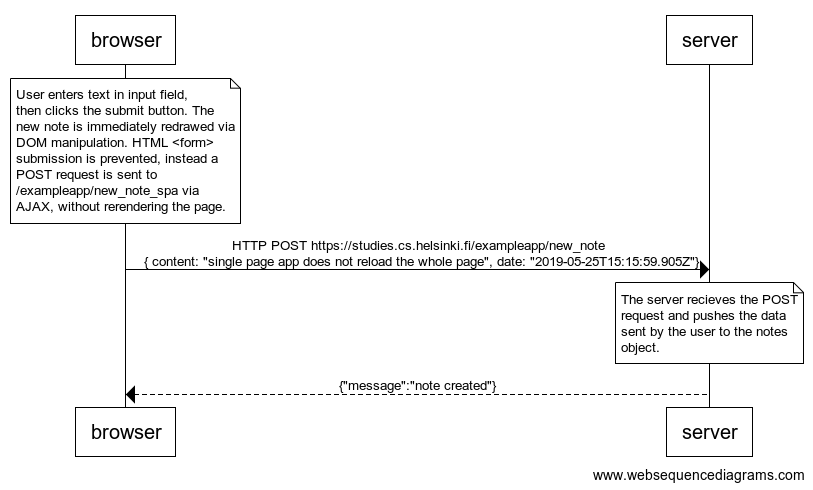 browser
server
User enters text in input field,
then clicks the submit button. The
new note is immediately redrawed via
DOM manipulation. HTML <form>
submission is prevented, instead a
POST request is sent to
/exampleapp/new_note_spa via
AJAX, without rerendering the page.
HTTP POST https://studies.cs.helsinki.fi/exampleapp/new_note
{ content: "single page app does not reload the whole page", date: "2019-05-25T15:15:59.905Z"}
The server recieves the POST
request and pushes the data
sent by the user to the notes
object.
{"message":"note created"}
browser
server
www.websequencediagrams.com